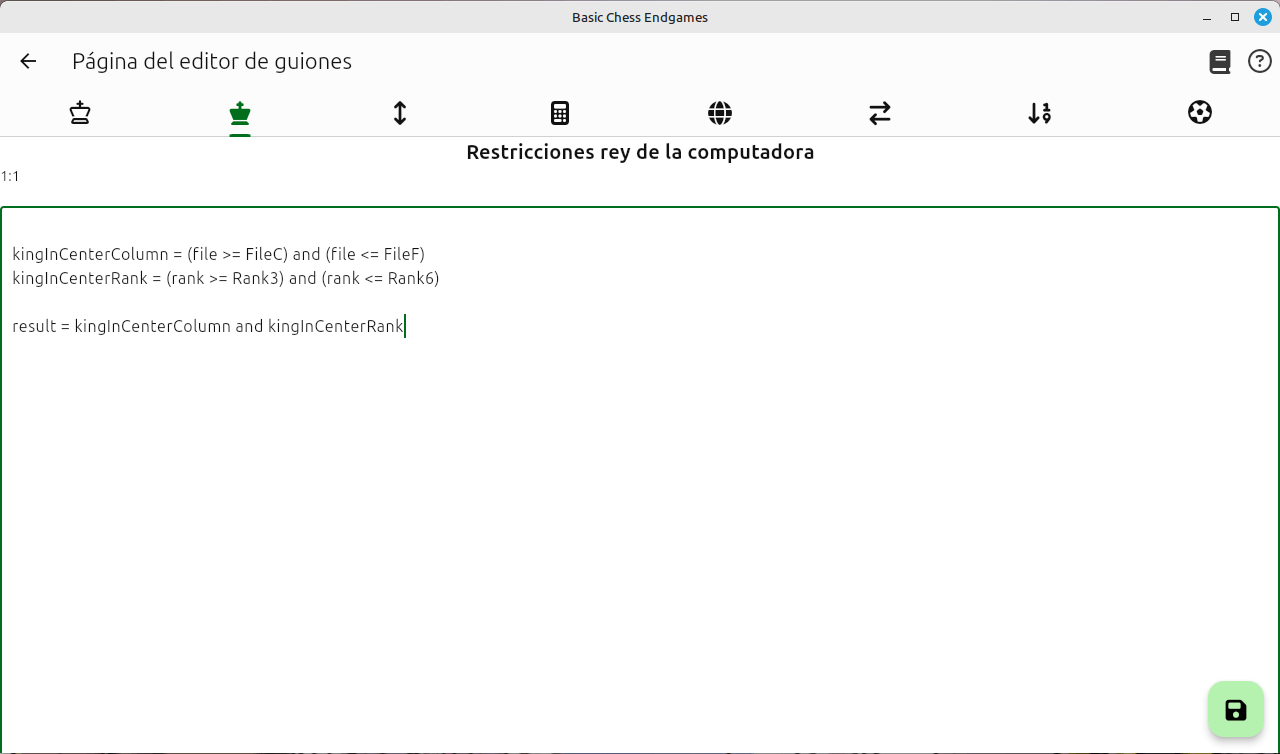 Basic Chess Endgames
Página del editor de guiones
Restricciones rey de la computadora
1:1
kingInCenterColumn = (file >= FileC) and (file <= FileF)
kingInCenterRank = (rank >= Rank3) and (rank <= Rank6)
result = kingInCenterColumn and kingInCenterRank